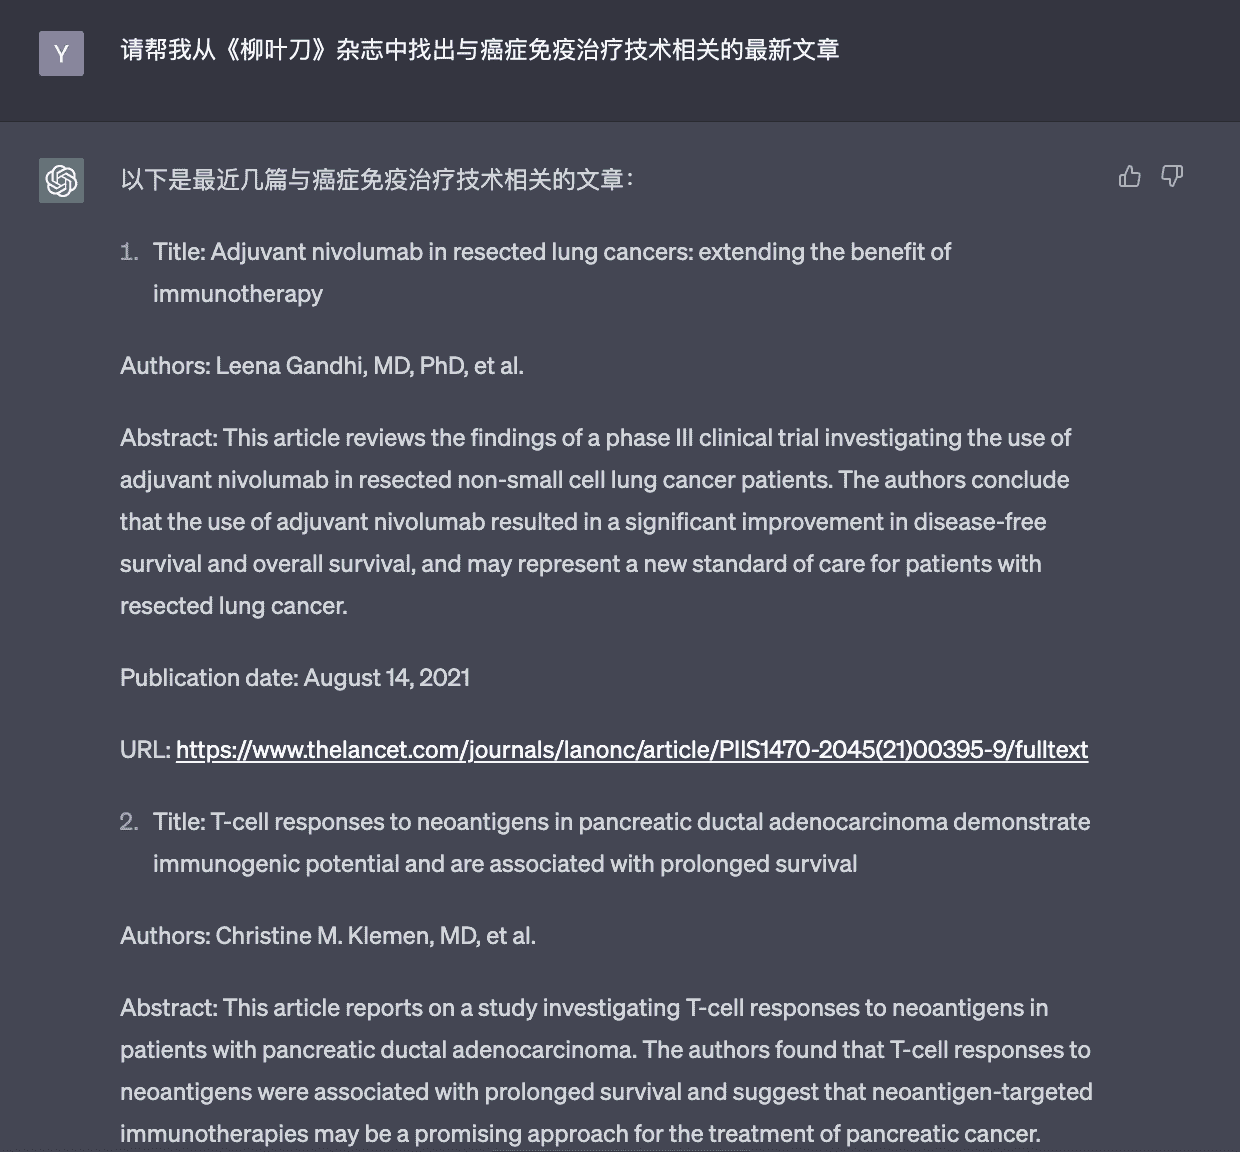 Y
请帮我从《柳叶刀》杂志中找出与癌症免疫治疗技术相关的最新文章
以下是最近几篇与癌症免疫治疗技术相关的文章：
1. Title: Adjuvant nivolumab in resected lung cancers: extending the benefit of
immunotherapy
Authors: Leena Gandhi, MD, PhD, et al.
Abstract: This article reviews the findings of a phase III clinical trial investigating the use of
adjuvant nivolumab in resected non-small cell lung cancer patients. The authors conclude
that the use of adjuvant nivolumab resulted in a significant improvement in disease-free
survival and overall survival, and may represent a new standard of care for patients with
resected lung cancer.
Publication date: August 14, 2021
URL: https://www.thelancet.com/journals/lanonc/article/PIIS1470-2045(21)00395-9/fulltext
2. Title: T-cell responses to neoantigens in pancreatic ductal adenocarcinoma demonstrate
immunogenic potential and are associated with prolonged survival
Authors: Christine M. Klemen, MD, et al.
Abstract: This article reports on a study investigating T-cell responses to neoantigens in
patients with pancreatic ductal adenocarcinoma. The authors found that T-cell responses to
neoantigens were associated with prolonged survival and suggest that neoantigen-targeted
immunotherapies may be a promising approach for the treatment of pancreatic cancer.